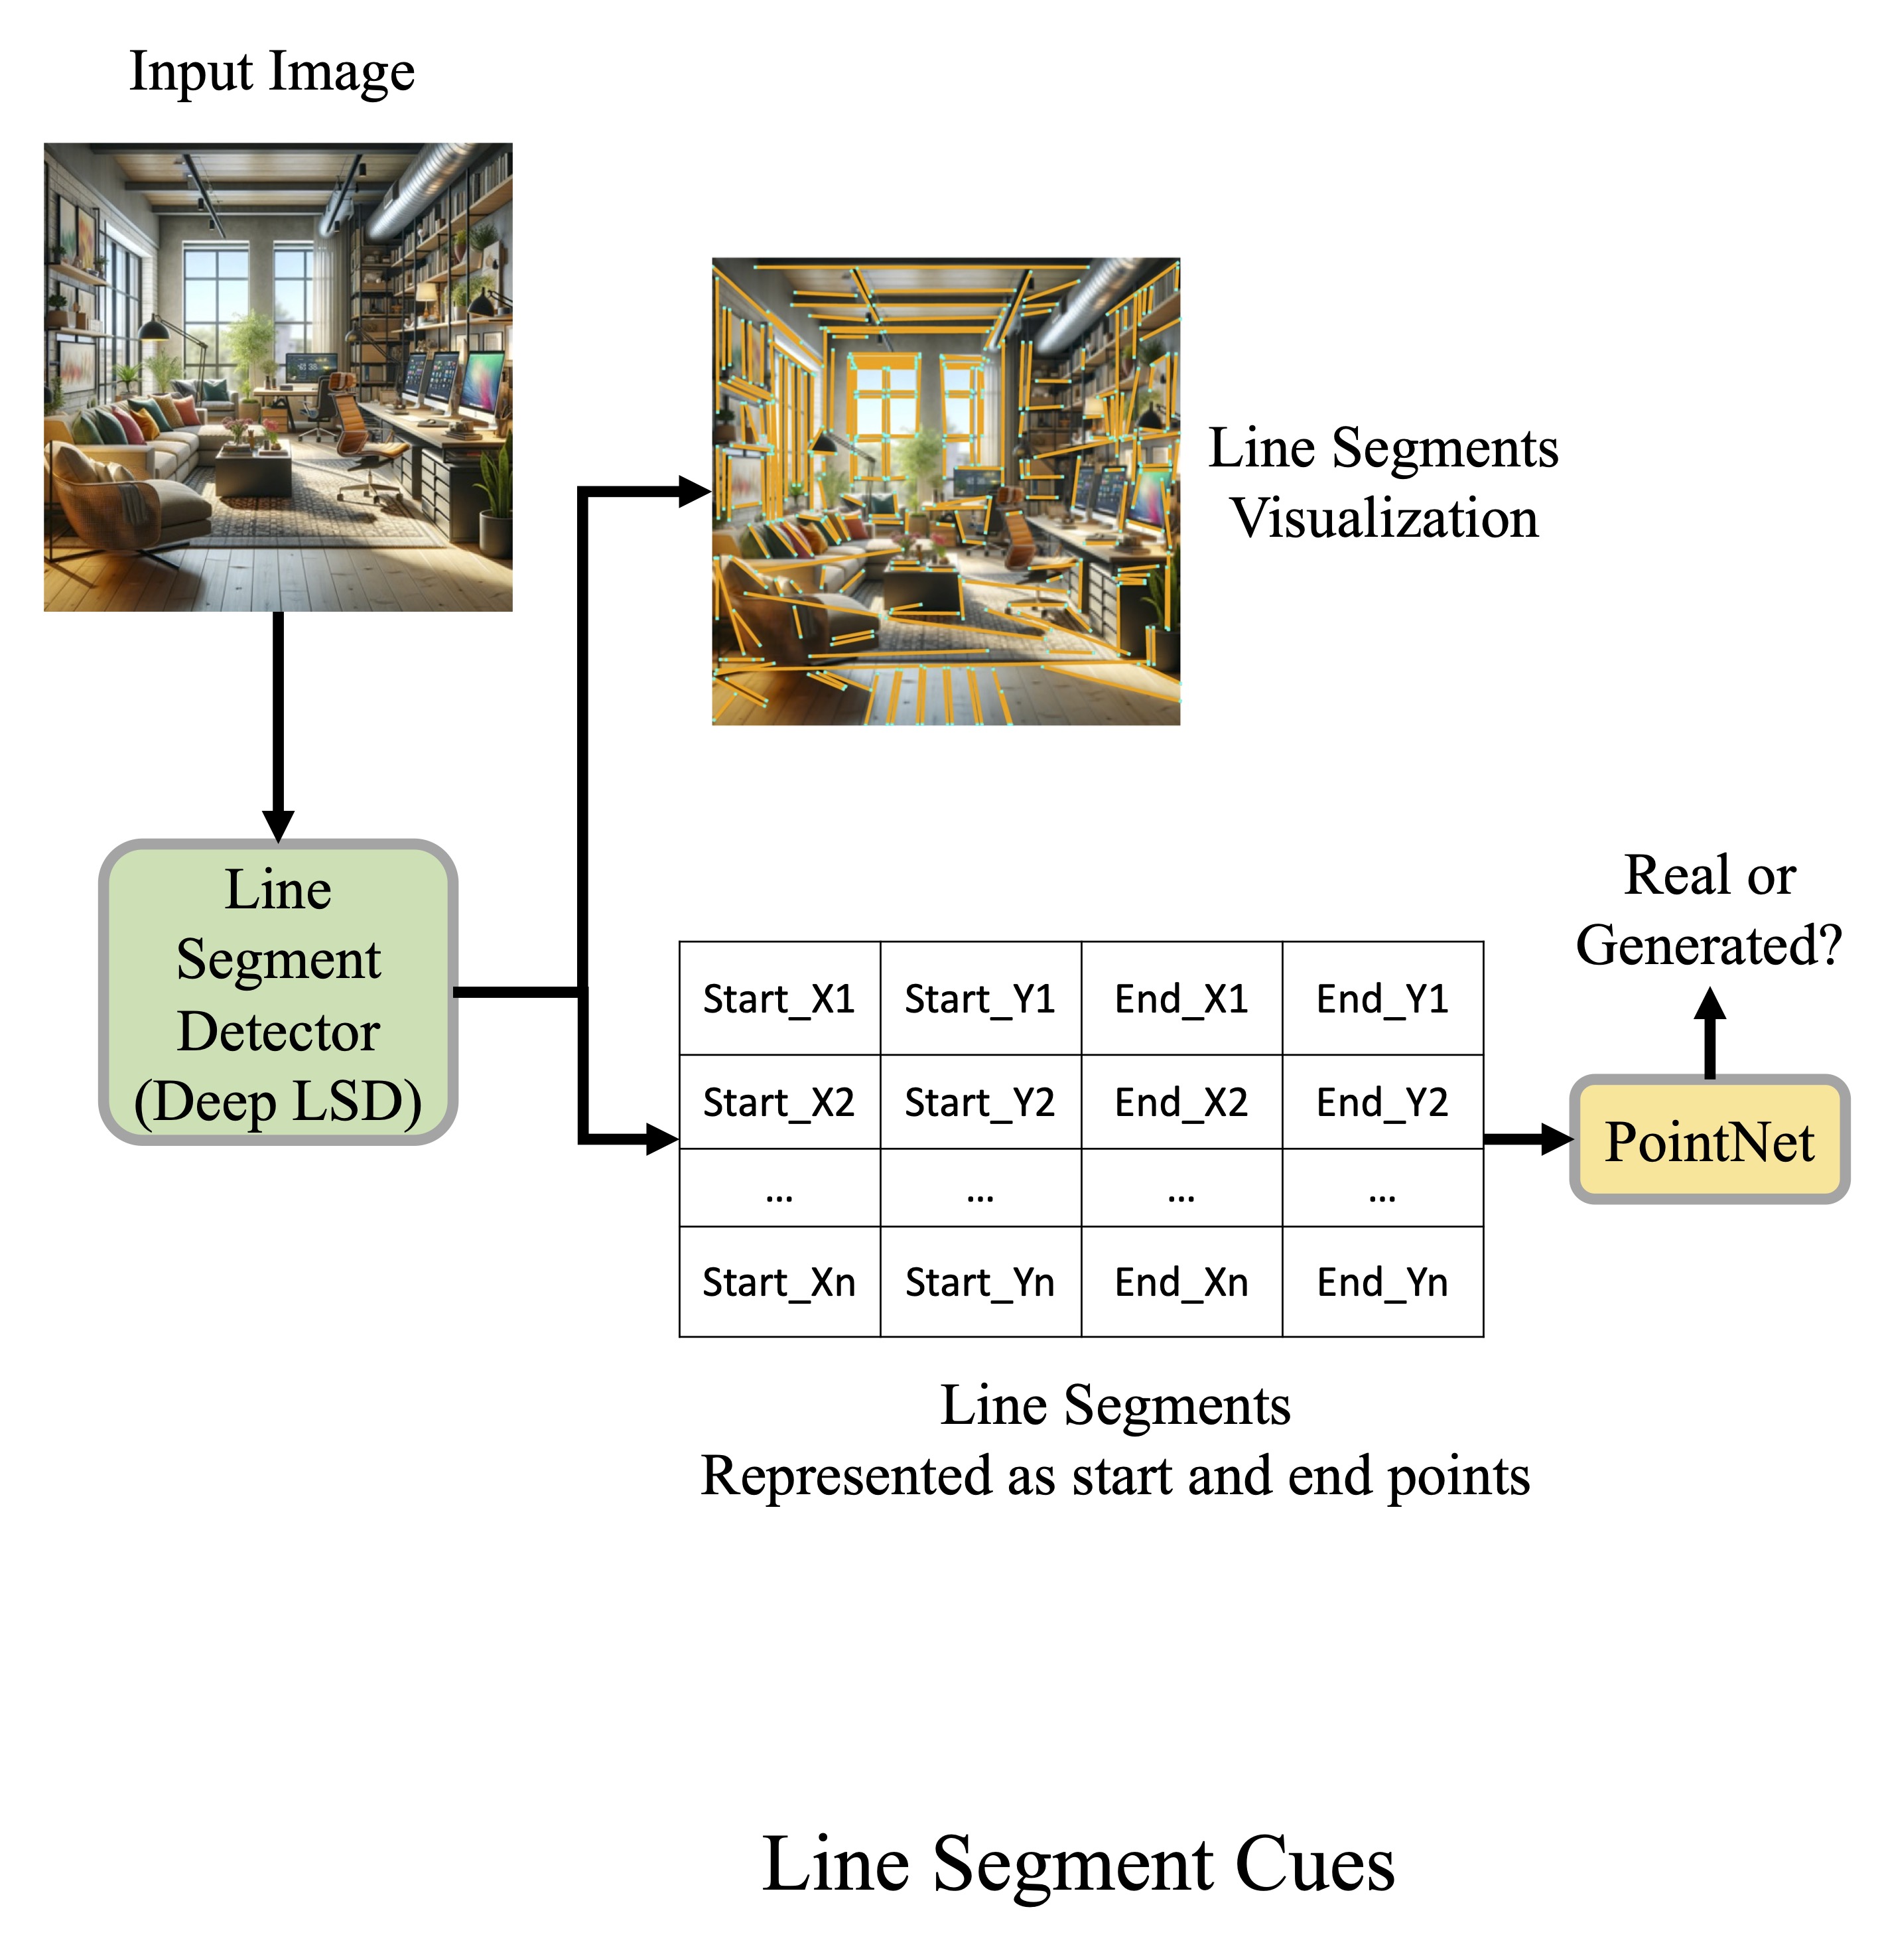 Input Image
Line Segments
Visualization
Line
Segment
Detector
(Deep LSD)
Start_X1 Start_Y1 End_X1 End_Y1
Start_X2 Start_Y2 End_X2 End_Y2
... ... ... ...
Start_Xn Start_Yn End_Xn End_Yn
Real or
Generated?
PointNet
Line Segments
Represented as start and end points
Line Segment Cues